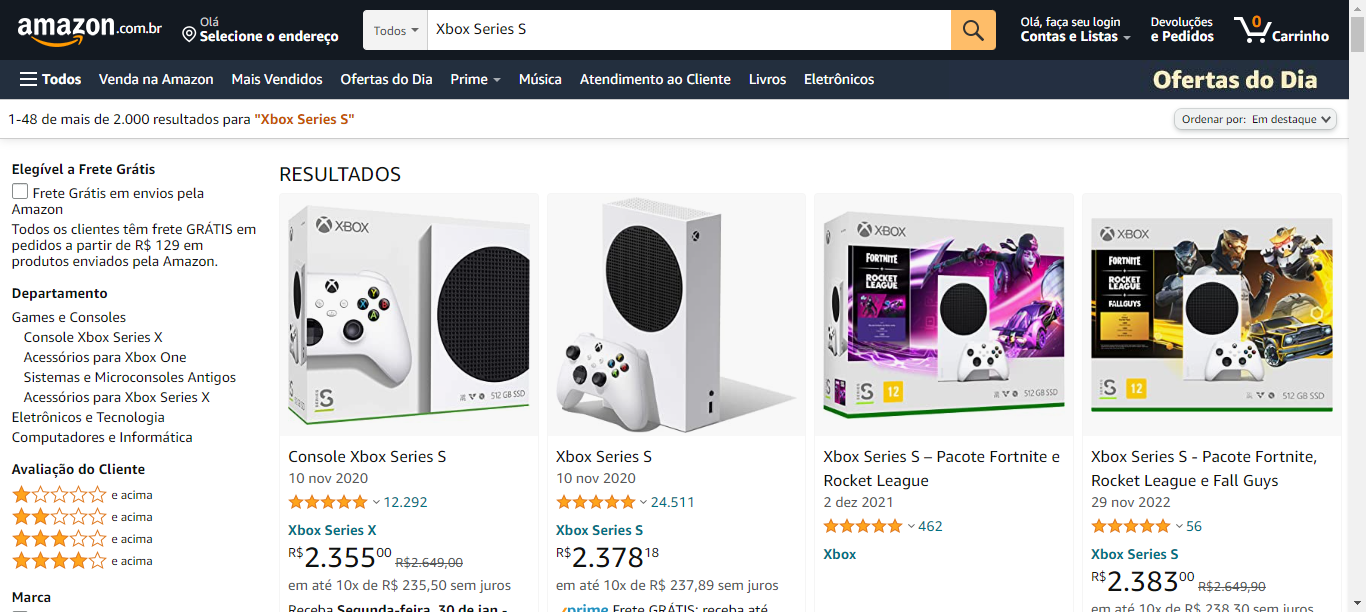 amazon.com.br
Olá
Selecione o endereço
Todos
Xbox Series S
Olá, faça seu login
Contas e Listas
Devoluções
e Pedidos
0
Carrinho
Todos
Venda na Amazon
Mais Vendidos
Ofertas do Dia
Prime
Música
Atendimento ao Cliente
Livros
Eletrônicos
Ofertas do Dia
1-48 de mais de 2.000 resultados para "Xbox Series S"
Ordenar por: Em destaque
Elegível a Frete Grátis
Frete Grátis em envios pela
Amazon
Todos os clientes têm frete GRÁTIS em
pedidos a partir de R$ 129 em
produtos enviados pela Amazon.
Departamento
Games e Consoles
Console Xbox Series X
Acessórios para Xbox One
Sistemas e Microconsoles Antigos
Acessórios para Xbox Series X
Eletrônicos e Tecnologia
Computadores e Informática
Avaliação do Cliente
e acima
e acima
e acima
e acima
Marca
RESULTADOS
XBOX
SERIES S
512 GB SSD
Console Xbox Series S
10 nov 2020
12.292
Xbox Series X
R$2.35500 R$2.649,00
em até 10x de R$ 235,50 sem juros
Receba Segunda-feira, 30 de jan -
Xbox Series S
10 nov 2020
24.511
Xbox Series S
R$2.37818
em até 10x de R$ 237,89 sem juros
prime Frete GRÁTIS: receba até
XBOX
FORTNITE
ROCKET
LEAGUE
SERIES S
12
512 GB SSD
Xbox Series S – Pacote Fortnite e
Rocket League
2 dez 2021
462
Xbox
XBOX
FORTNITE
ROCKET
LEAGUE
FALL GUYS
SERIES S
12
512 GB SSD
Xbox Series S - Pacote Fortnite,
Rocket League e Fall Guys
29 nov 2022
56
Xbox Series S
R$2.38300 R$2.649,90
em até 10x de R$ 238,30 sem juros